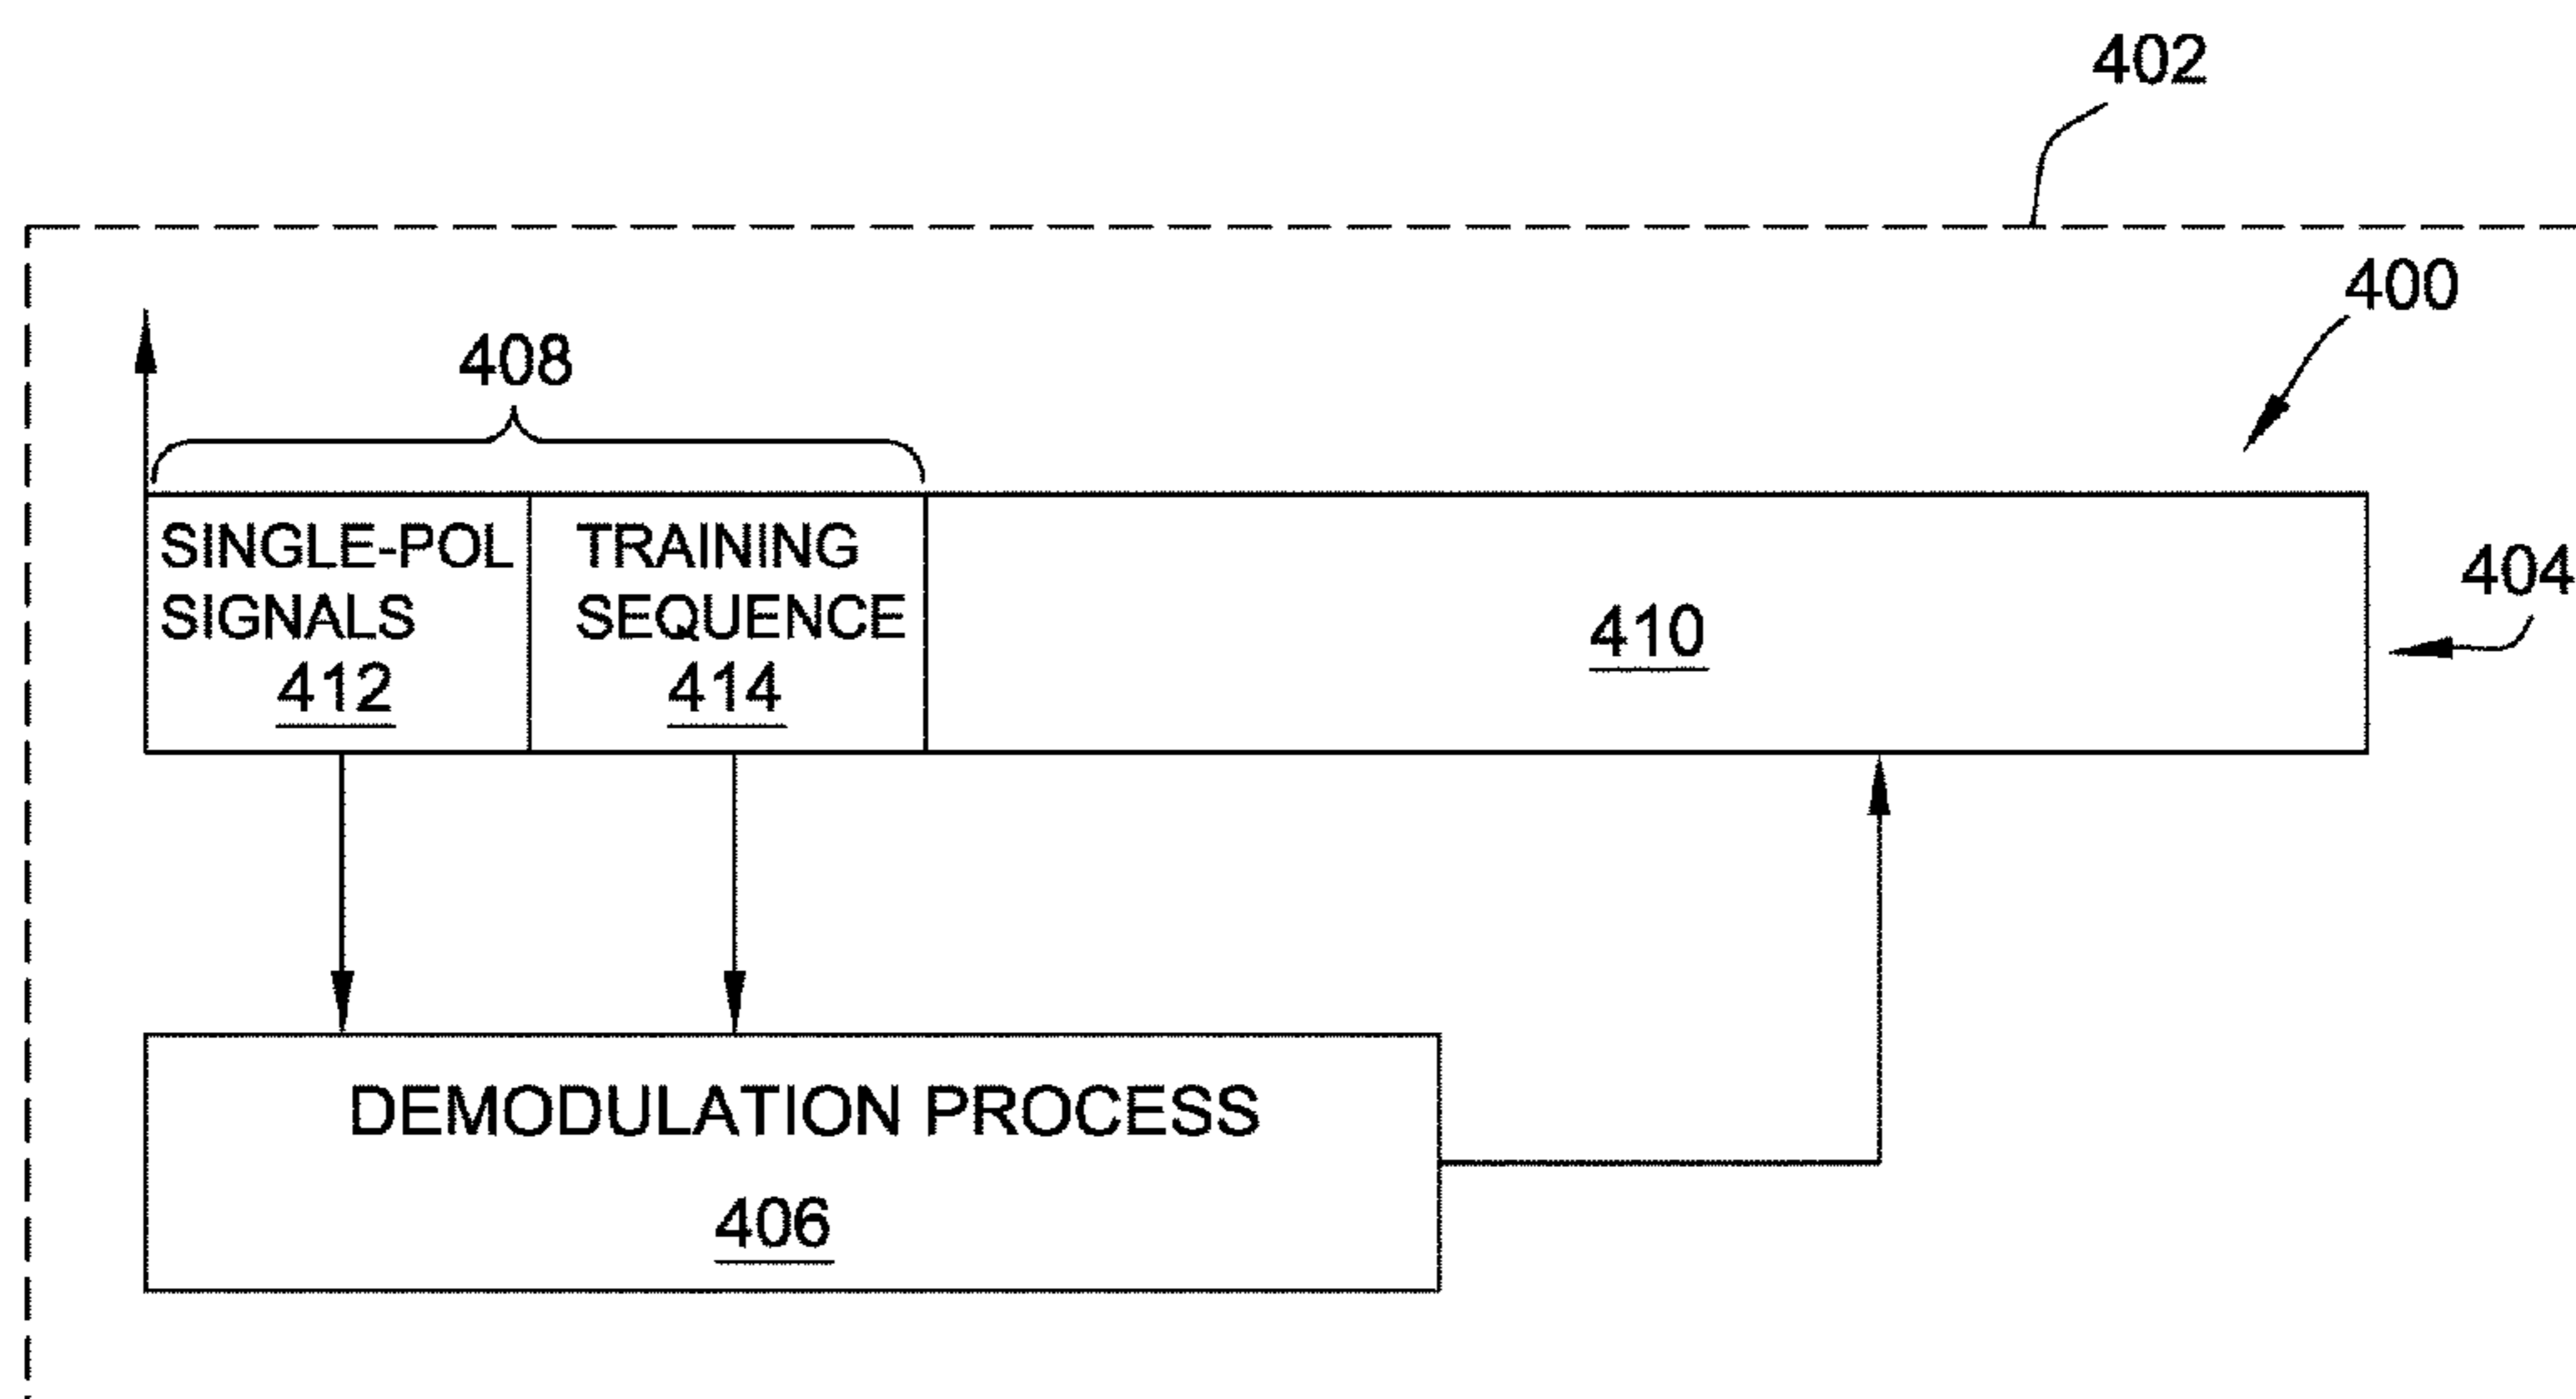 402
400
408
SINGLE-POL
SIGNALS
412
TRAINING
SEQUENCE
414
410
404
DEMODULATION PROCESS
406